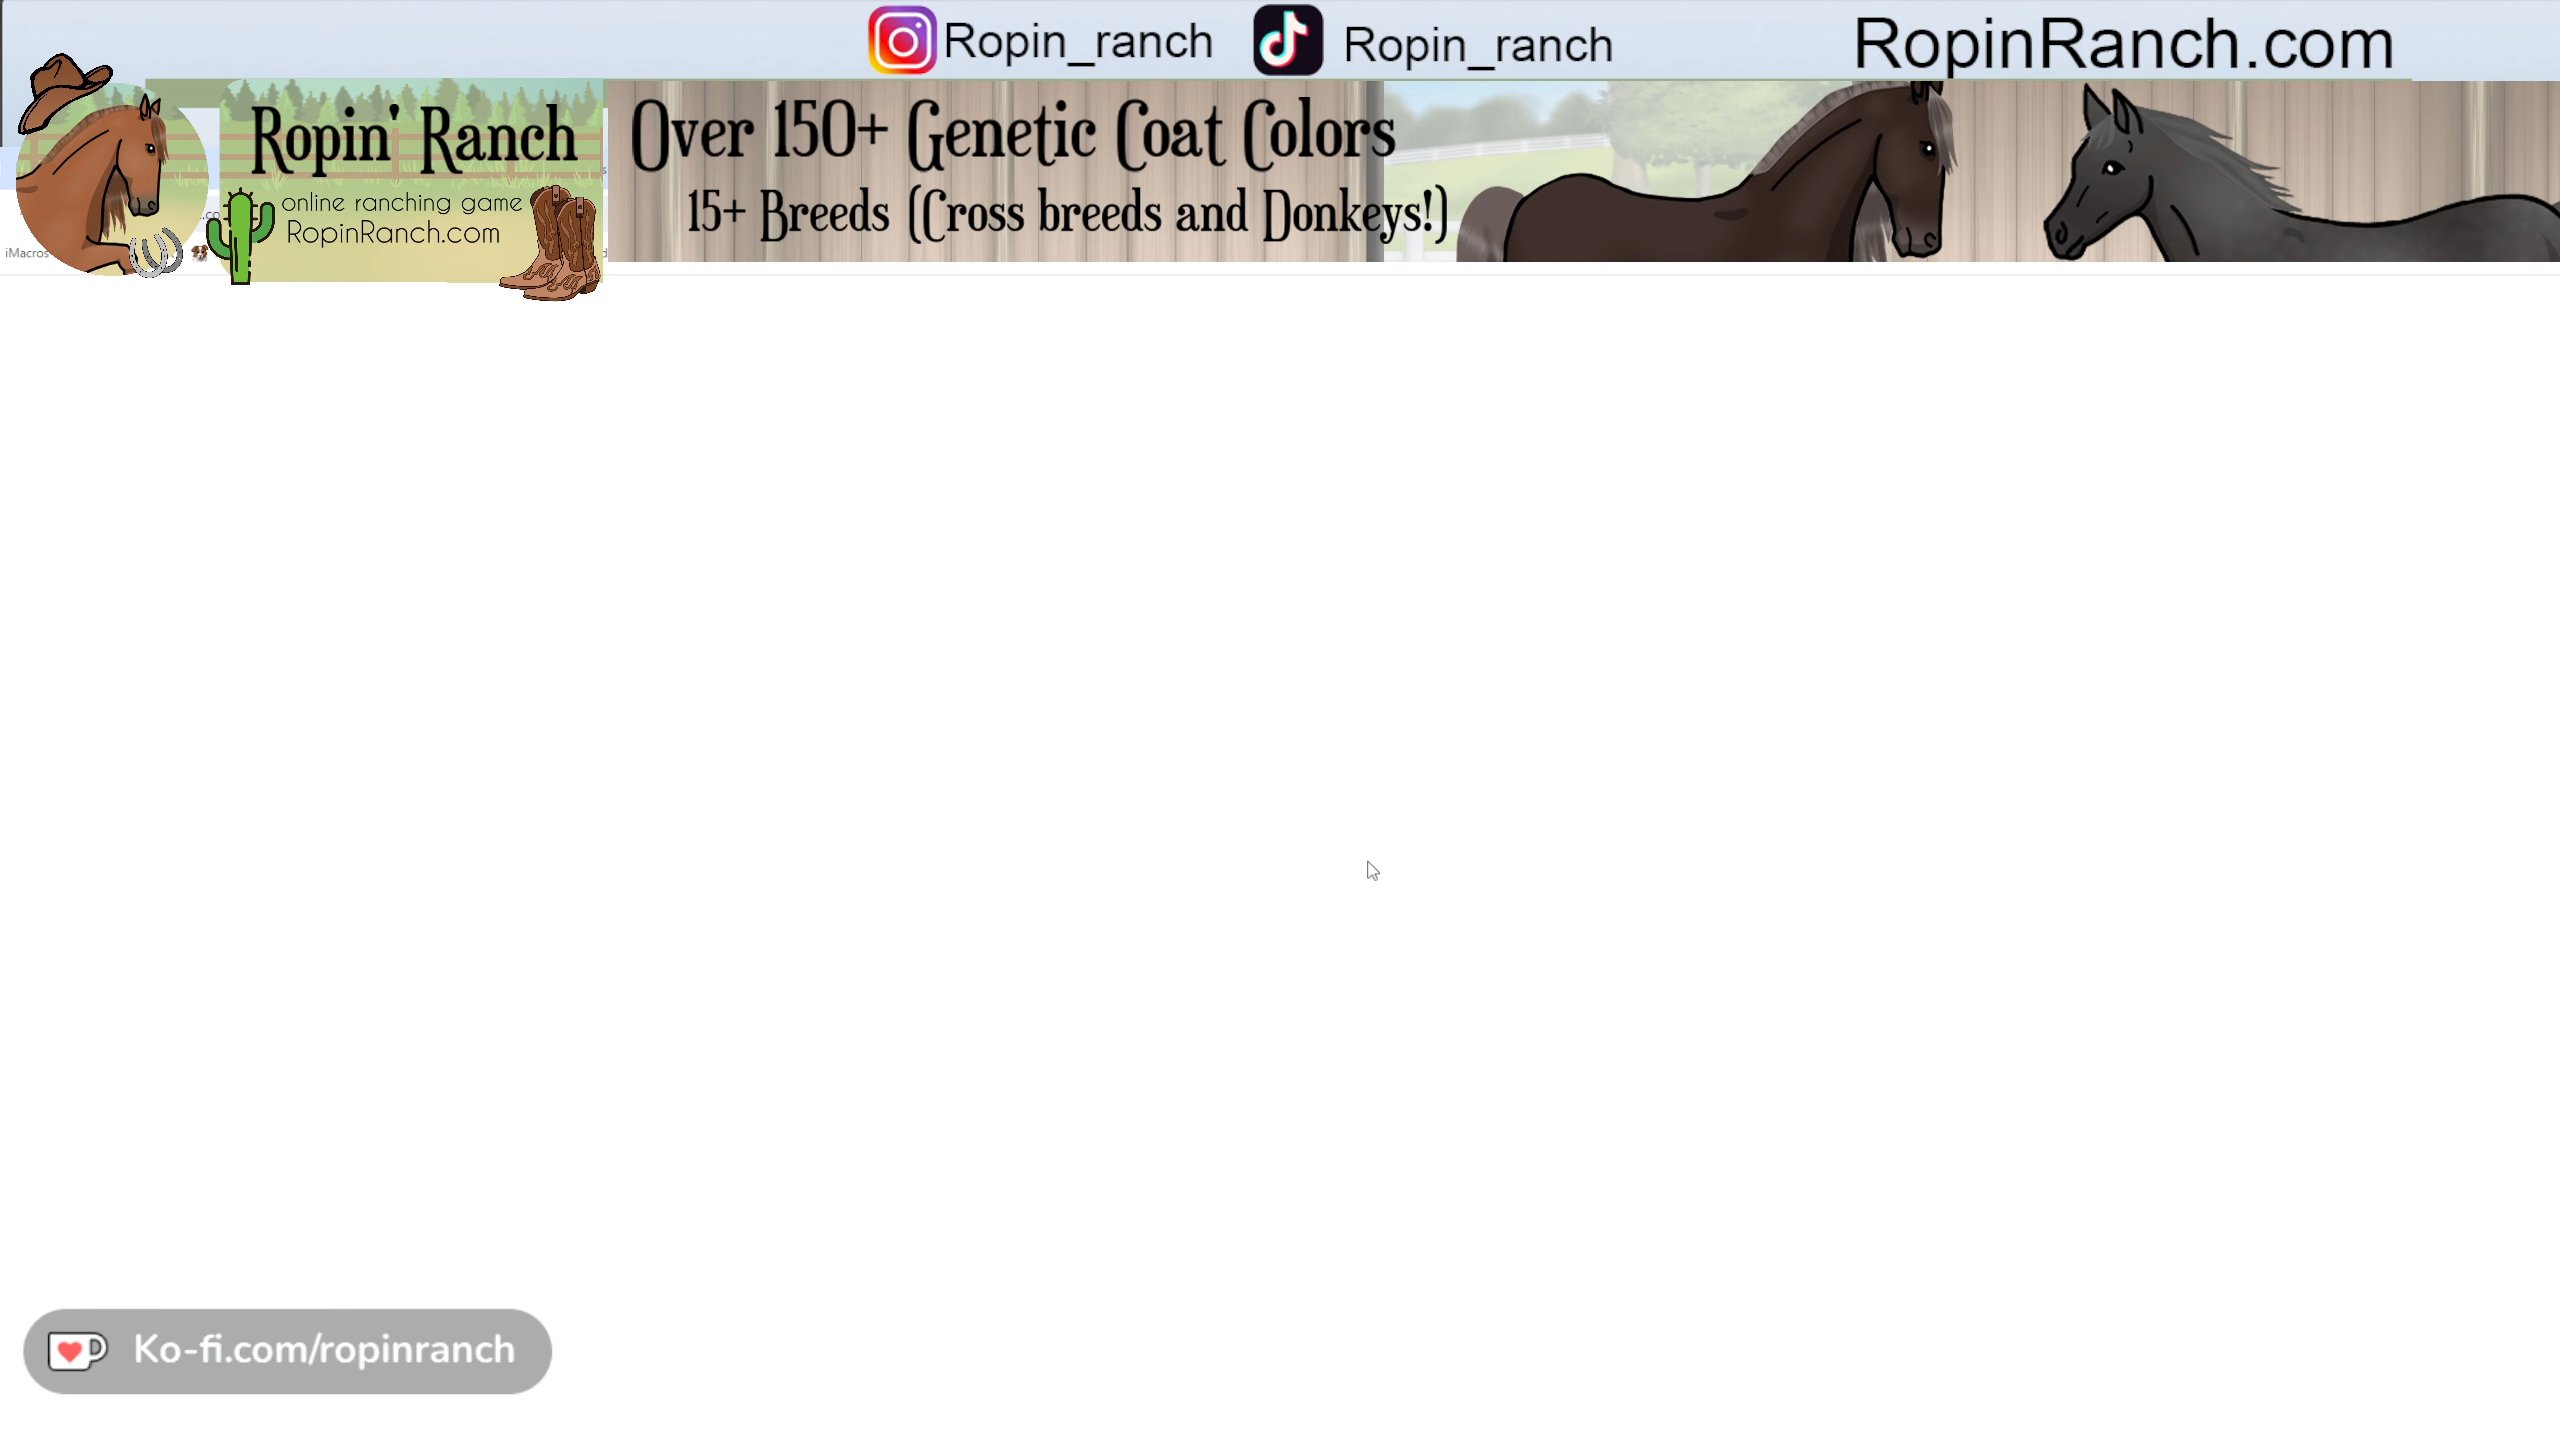 Ropin_ranch
Ropin_ranch
RopinRanch.com
Ropin' Ranch
Over 150+ Genetic Coat Colors
online ranching game
15+ Breeds (Cross breeds and Donkeys!)
RopinRanch.com
iMacros
Ko-fi.com/ropinranch